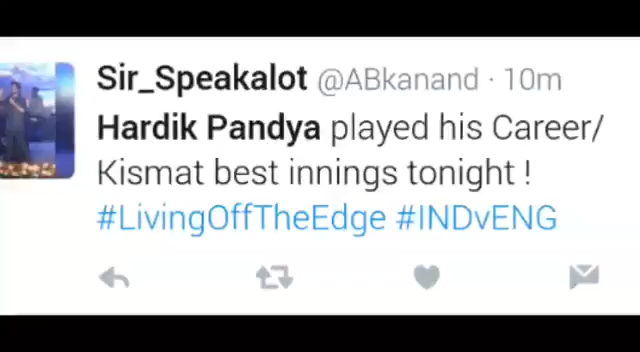 Sir_Speakalot @ABkanand · 10m
Hardik Pandya played his Career/
Kismat best innings tonight !
#LivingOffTheEdge #INDvENG